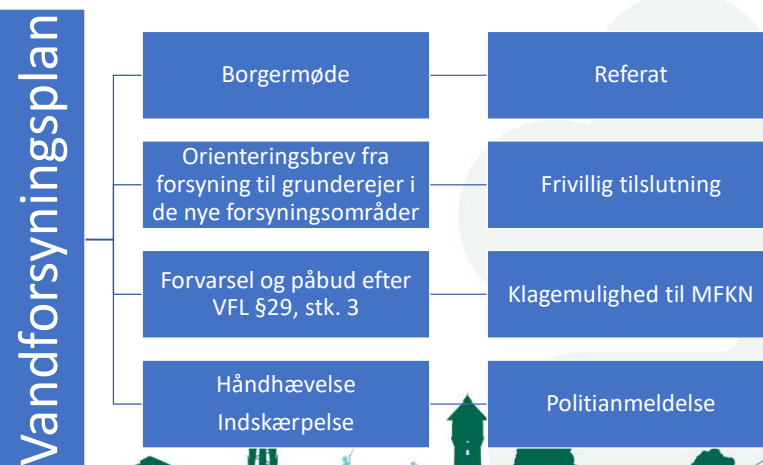 Vandforsyningsplan
Borgermøde
Referat
Orienteringsbrev fra
forsyning til grunderejer i
de nye forsyningsområder
Frivillig tilslutning
Forvarsel og påbud efter
VFL §29, stk. 3
Klagemulighed til MFKN
Håndhævelse
Indskærpelse
Politianmeldelse